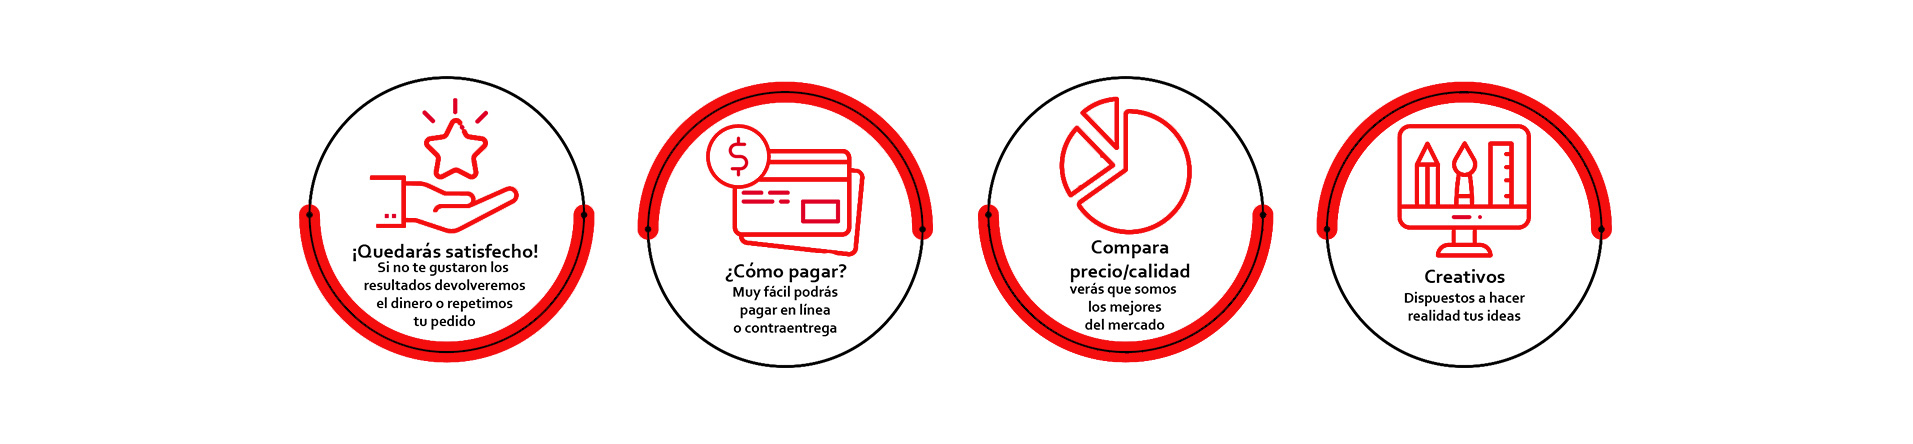 ¡Quedarás satisfecho!
Si no te gustaron los
resultados devolveremos
el dinero o repetimos
tu pedido
¿Cómo pagar?
Muy fácil podrás
pagar en línea
o contraentrega
Compara
precio/calidad
verás que somos
los mejores
del mercado
Creativos
Dispuestos a hacer
realidad tus ideas